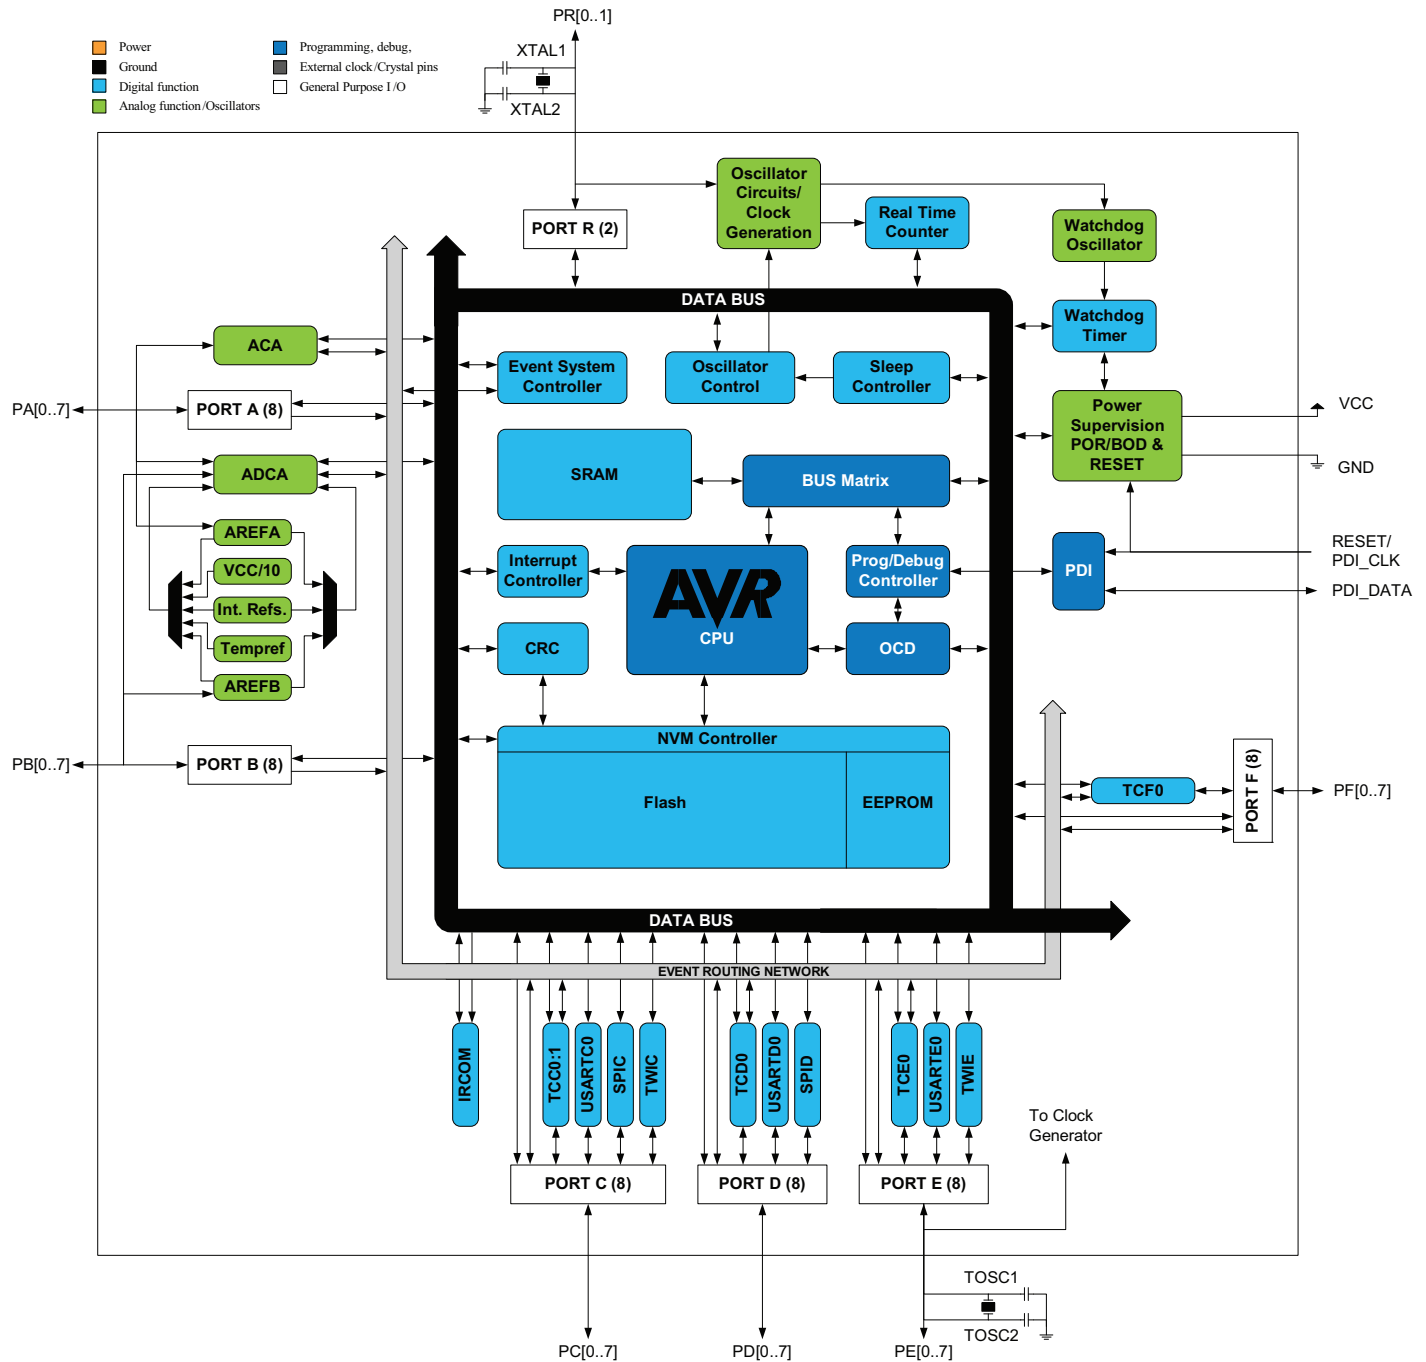 PR[0..1]
Power
Ground
Digital function
Analog function/Oscillators
Programming, debug,
External clock/Crystal pins
General Purpose I/O
XTAL1
XTAL2
Oscillator
Circuits/
Clock
Generation
Real Time
Counter
Watchdog
Oscillator
PORT R (2)
DATA BUS
Watchdog
Timer
ACA
Event System
Controller
Oscillator
Control
Sleep
Controller
PA[0..7]
PORT A (8)
Power
Supervision
POR/BOD &
RESET
VCC
GND
ADCA
SRAM
BUS Matrix
AREFA
VCC/10
Int. Refs.
Tempref
AREFB
Interrupt
Controller
AVR
CPU
Prog/Debug
Controller
PDI
RESET/
PDI_CLK
PDI_DATA
CRC
OCD
NVM Controller
Flash
EEPROM
PB[0..7]
PORT B (8)
TCF0
PORT F (8)
PF[0..7]
DATA BUS
EVENT ROUTING NETWORK
IRCOM
TCC0:1
USARTC0
SPIC
TWIC
TCD0
USARTD0
SPID
TCE0
USARTE0
TWIE
To Clock
Generator
PORT C (8)
PORT D (8)
PORT E (8)
TOSC1
TOSC2
PC[0..7]
PD[0..7]
PE[0..7]